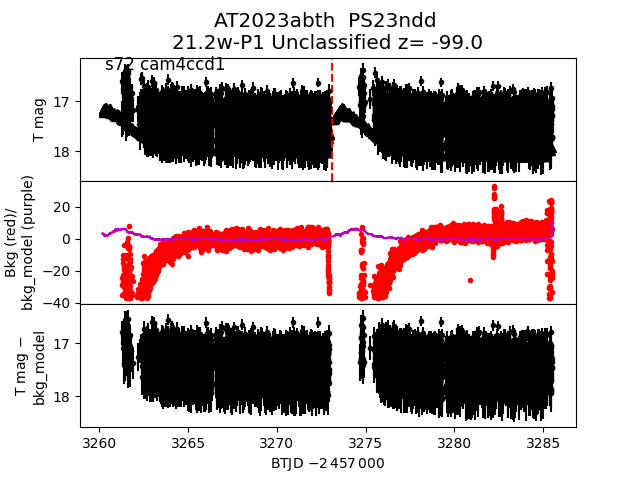 AT2023abth  PS23ndd
21.2w-P1 Unclassified z= -99.0
s72 cam4ccd1
T mag
17
18
Bkg (red)/
bkg_model (purple)
20
0
−20
−40
T mag −
bkg_model
17
18
3260
3265
3270
3275
3280
3285
BTJD −2 457 000